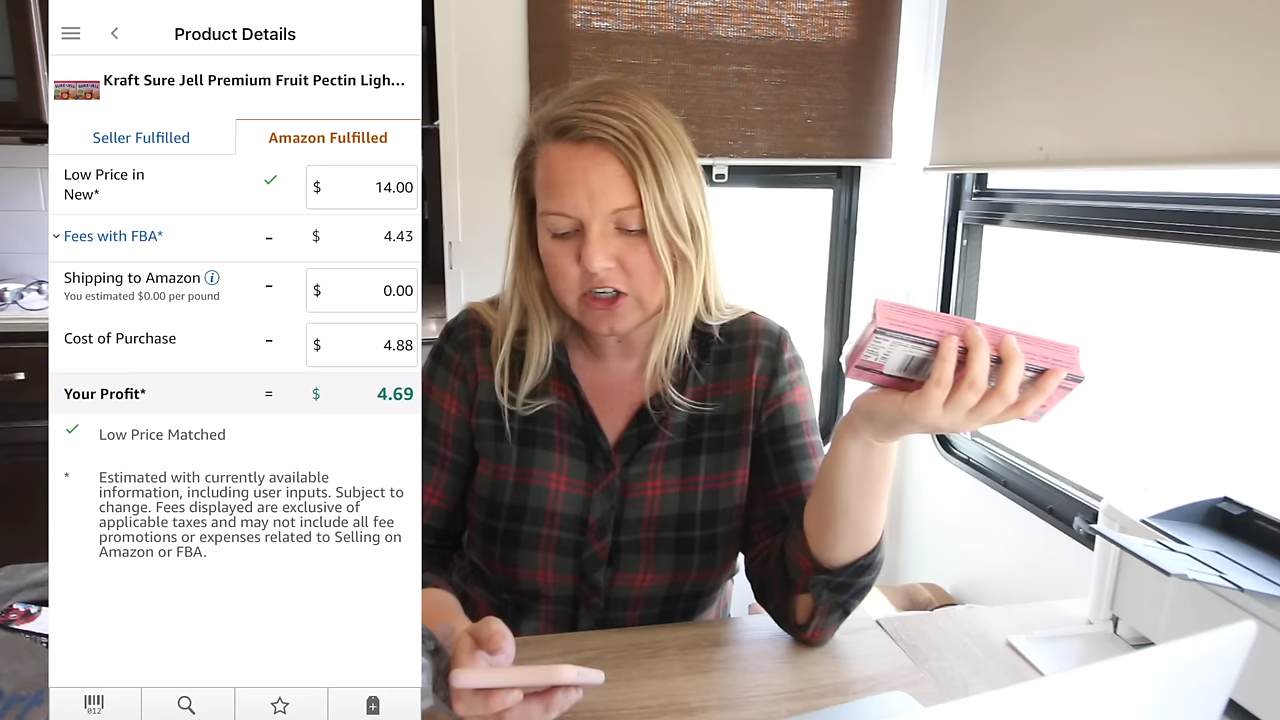 Product Details
Kraft Sure Jell Premium Fruit Pectin Ligh...
Seller Fulfilled
Amazon Fulfilled
Low Price in
New*
$ 14.00
Fees with FBA* - $ 4.43
Shipping to Amazon
You estimated $0.00 per pound
- $ 0.00
Cost of Purchase - $ 4.88
Your Profit* = $ 4.69
Low Price Matched
* Estimated with currently available
information, including user inputs. Subject to
change. Fees displayed are exclusive of
applicable taxes and may not include all fee
promotions or expenses related to Selling on
Amazon or FBA.
012